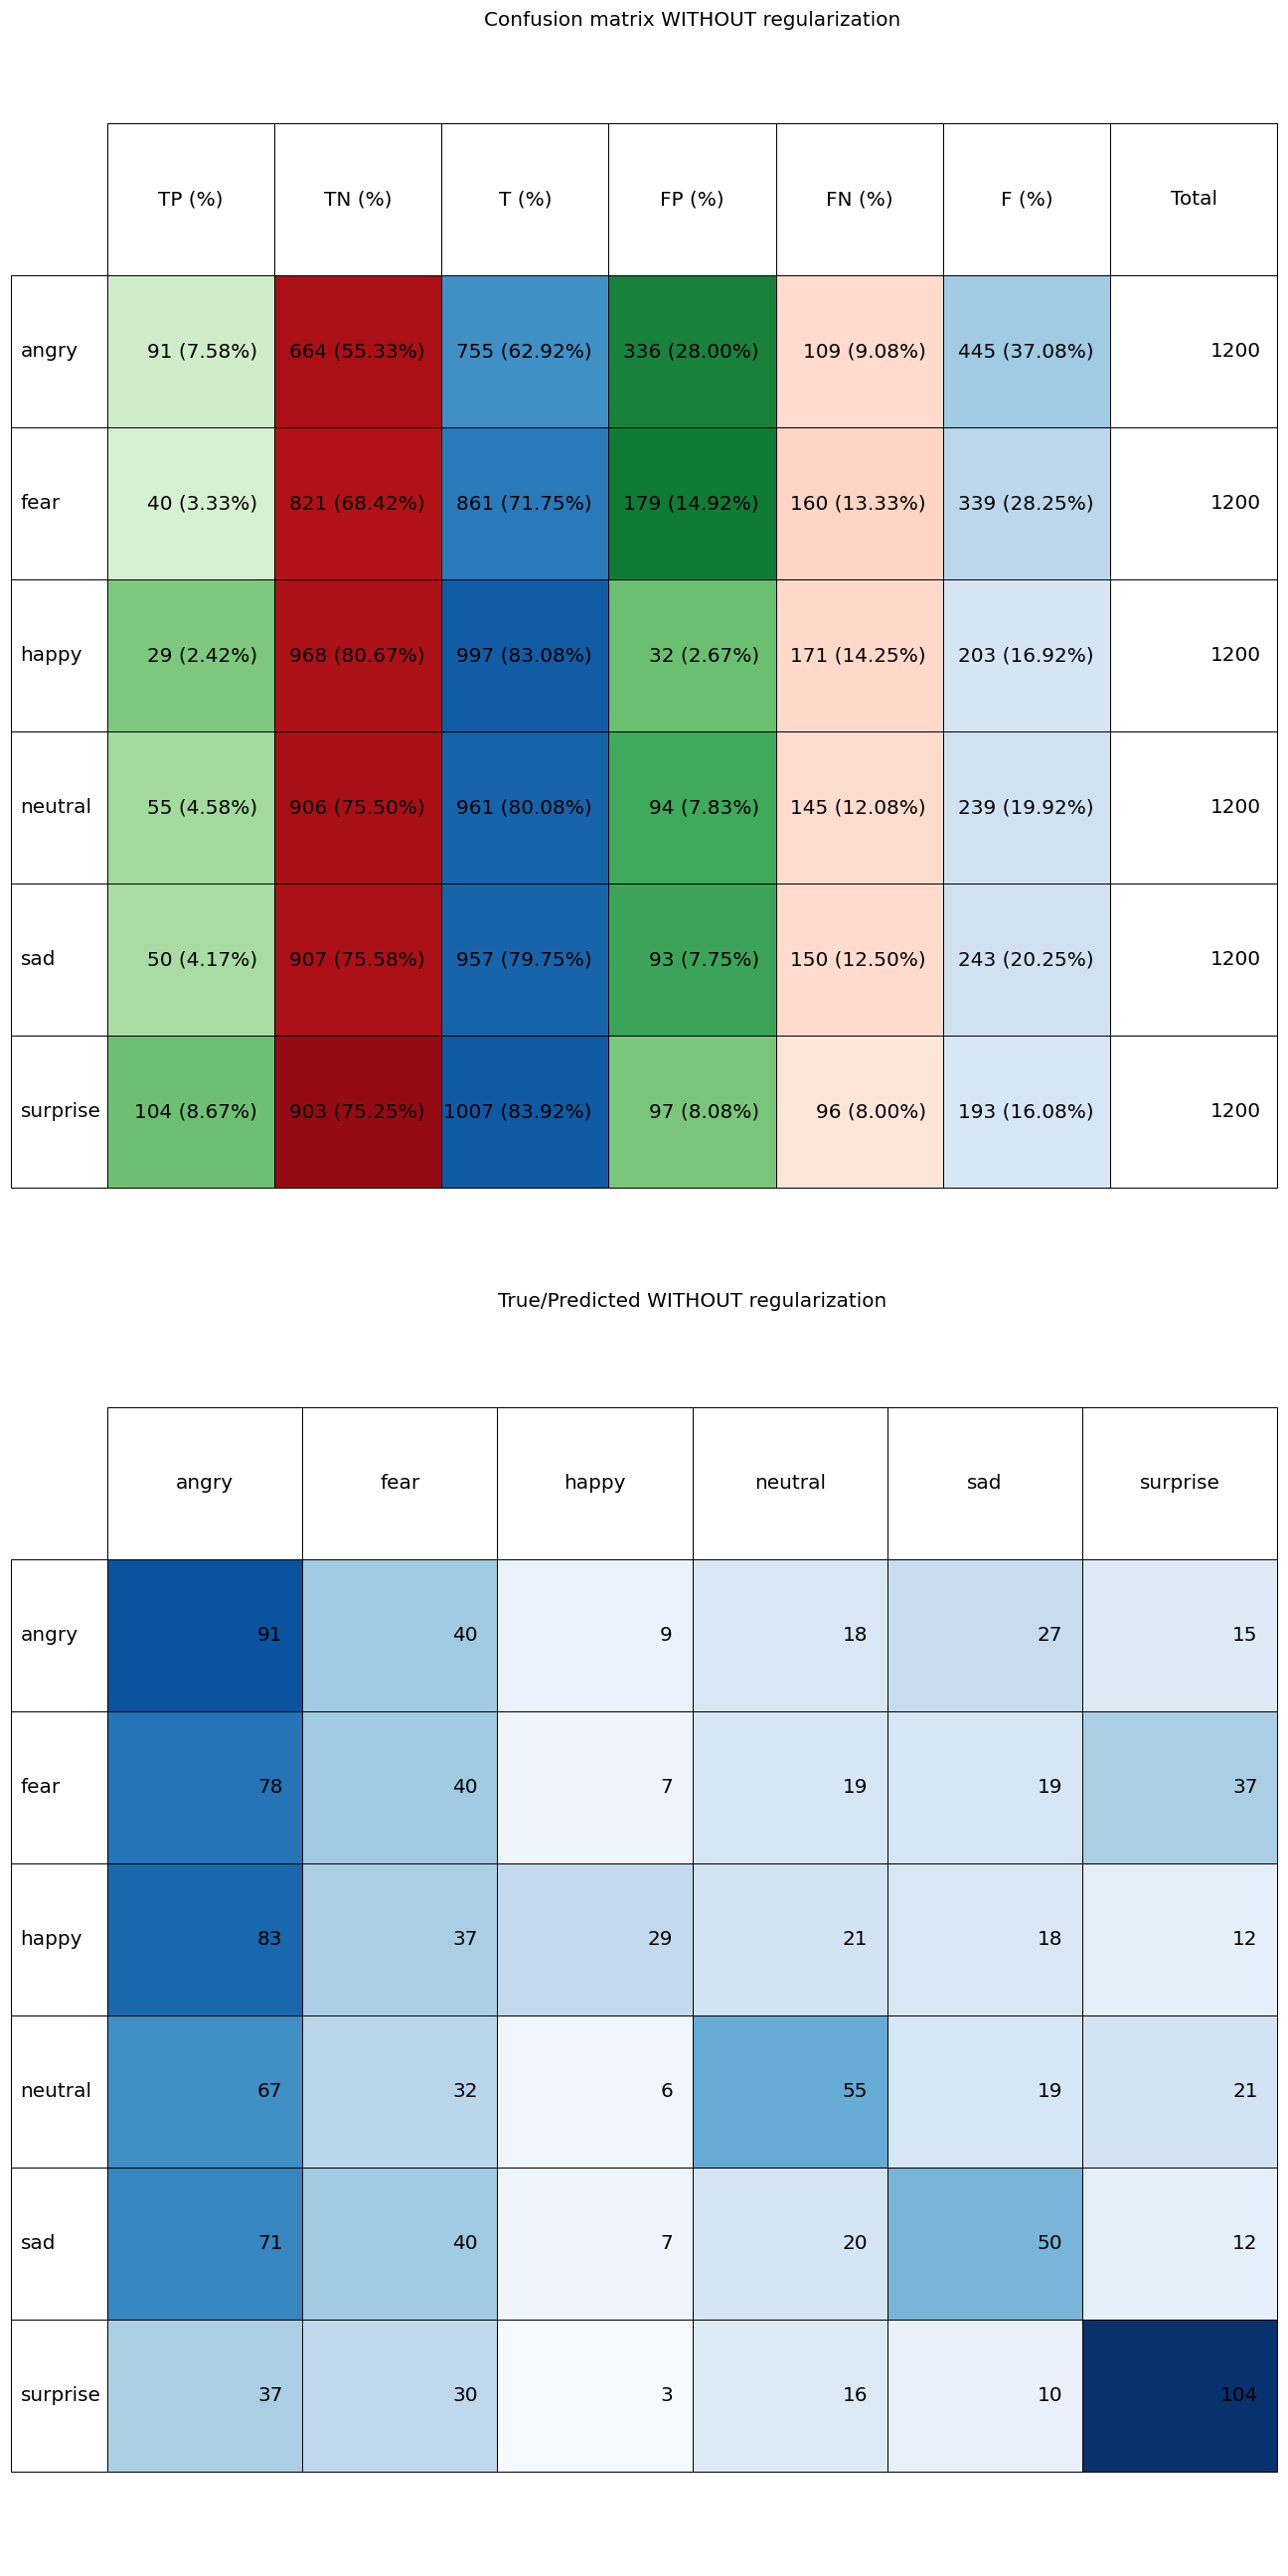 Confusion matrix WITHOUT regularization
TP (%) TN (%) T (%) FP (%) FN (%) F (%) Total
angry 91 (7.58%) 664 (55.33%) 755 (62.92%) 336 (28.00%) 109 (9.08%) 445 (37.08%) 1200
fear 40 (3.33%) 821 (68.42%) 861 (71.75%) 179 (14.92%) 160 (13.33%) 339 (28.25%) 1200
happy 29 (2.42%) 968 (80.67%) 997 (83.08%) 32 (2.67%) 171 (14.25%) 203 (16.92%) 1200
neutral 55 (4.58%) 906 (75.50%) 961 (80.08%) 94 (7.83%) 145 (12.08%) 239 (19.92%) 1200
sad 50 (4.17%) 907 (75.58%) 957 (79.75%) 93 (7.75%) 150 (12.50%) 243 (20.25%) 1200
surprise 104 (8.67%) 903 (75.25%) 1007 (83.92%) 97 (8.08%) 96 (8.00%) 193 (16.08%) 1200
True/Predicted WITHOUT regularization
angry fear happy neutral sad surprise
angry 91 40 9 18 27 15
fear 78 40 7 19 19 37
happy 83 37 29 21 18 12
neutral 67 32 6 55 19 21
sad 71 40 7 20 50 12
surprise 37 30 3 16 10 104